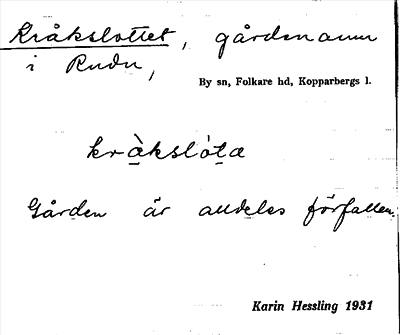 Kråkslottet, gårdsnamn
i Rudu,
By sn, Folkare hd, Kopparbergs l.
kråkslòta
Gården är alldeles förfallen.
Karin Hessling 1931